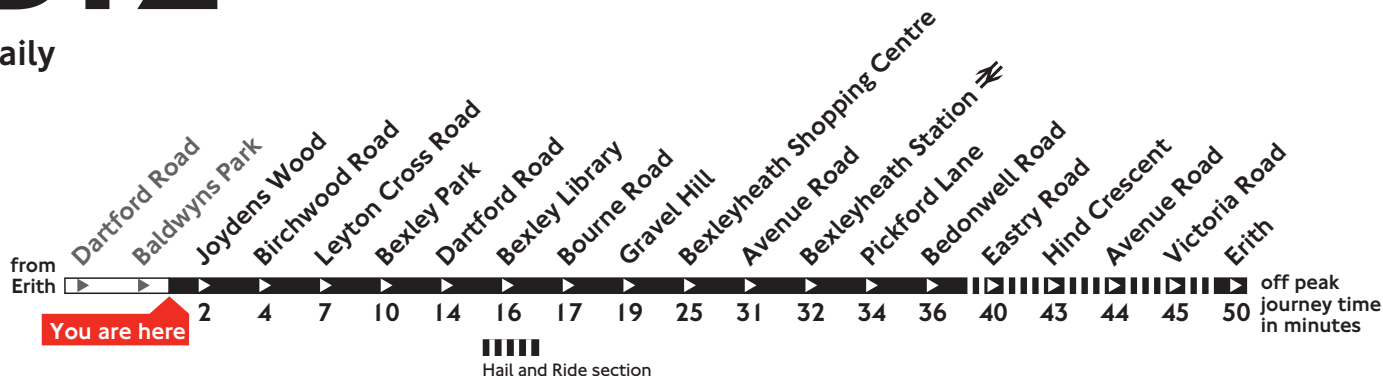 aily
Dartford Road
Baldwyns Park
Joydens Wood
Birchwood Road
Leyton Cross Road
Bexley Park
Dartford Road
Bexley Library
Bourne Road
Gravel Hill
Bexleyheath Shopping Centre
Avenue Road
Bexleyheath Station
Pickford Lane
Bedonwell Road
Eastry Road
Hind Crescent
Avenue Road
Victoria Road
Erith
from
Erith
You are here
2 4 7 10 14 16 17 19 25 31 32 34 36 40 43 44 45 50
off peak
journey time
in minutes
Hail and Ride section